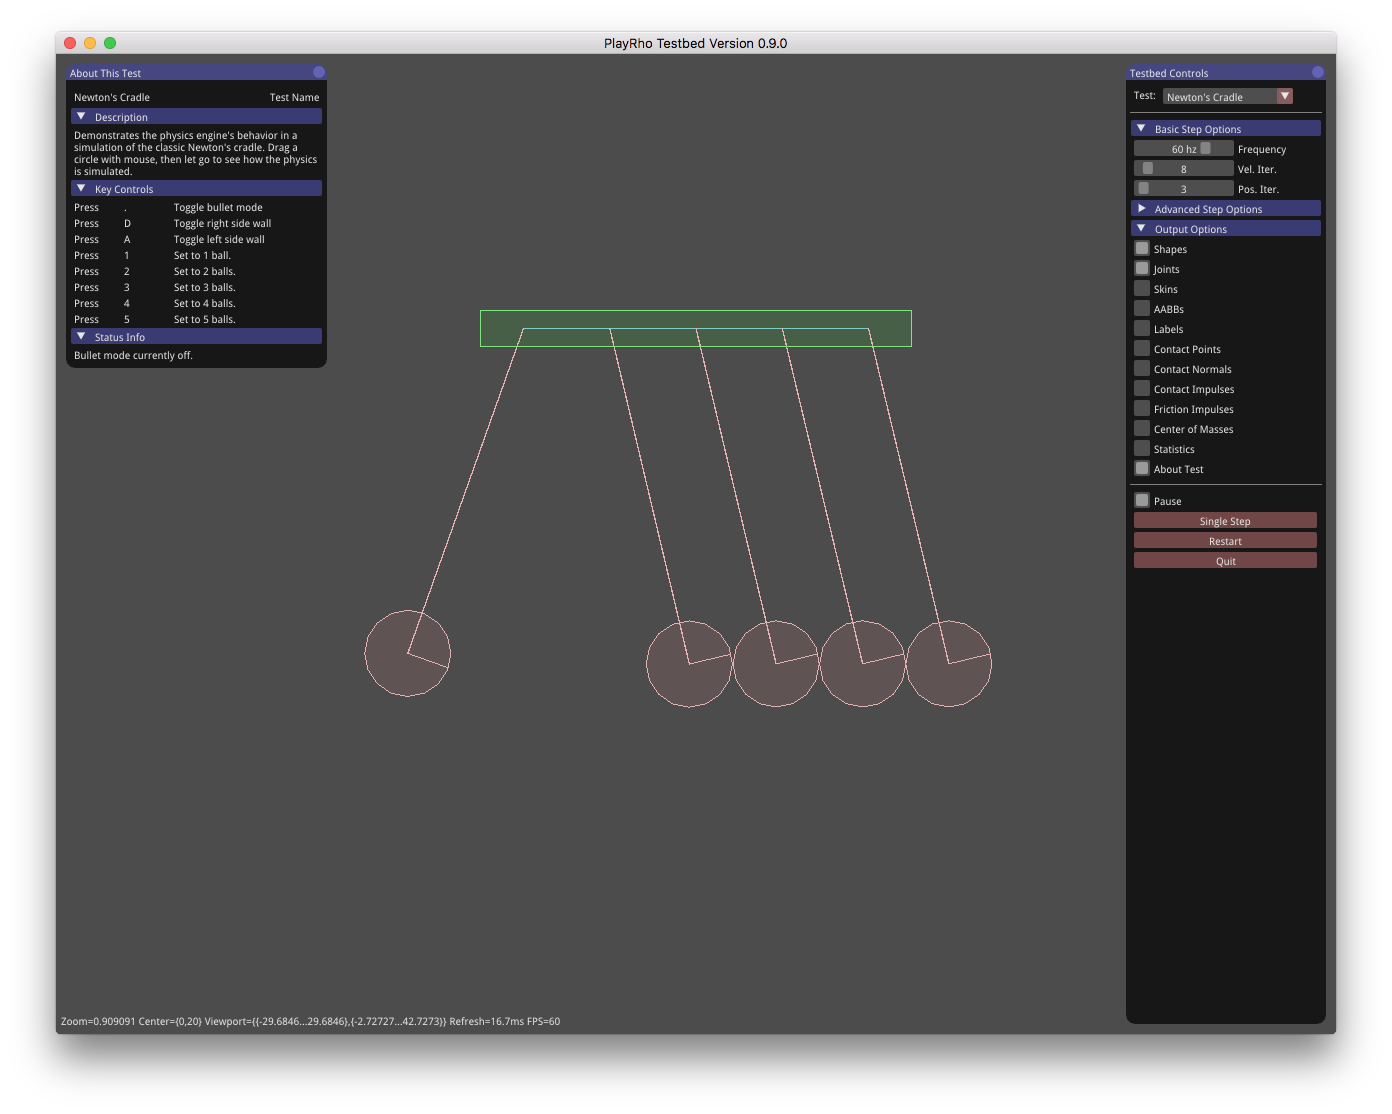 PlayRho Testbed Version 0.9.0
About This Test
Newton's Cradle Test Name
Description
Demonstrates the physics engine's behavior in a
simulation of the classic Newton's cradle. Drag a
circle with mouse, then let go to see how the physics
is simulated.
Key Controls
Press . Toggle bullet mode
Press D Toggle right side wall
Press A Toggle left side wall
Press 1 Set to 1 ball.
Press 2 Set to 2 balls.
Press 3 Set to 3 balls.
Press 4 Set to 4 balls.
Press 5 Set to 5 balls.
Status Info
Bullet mode currently off.
Testbed Controls
Test: Newton's Cradle
Basic Step Options
60 hz Frequency
8 Vel. Iter.
3 Pos. Iter.
Advanced Step Options
Output Options
Shapes
Joints
Skins
AABBs
Labels
Contact Points
Contact Normals
Contact Impulses
Friction Impulses
Center of Masses
Statistics
About Test
Pause
Single Step
Restart
Quit
Zoom=0.909091 Center={0,20} Viewport={{-29.6846...29.6846},{-2.72727...42.7273}} Refresh=16.7ms FPS=60